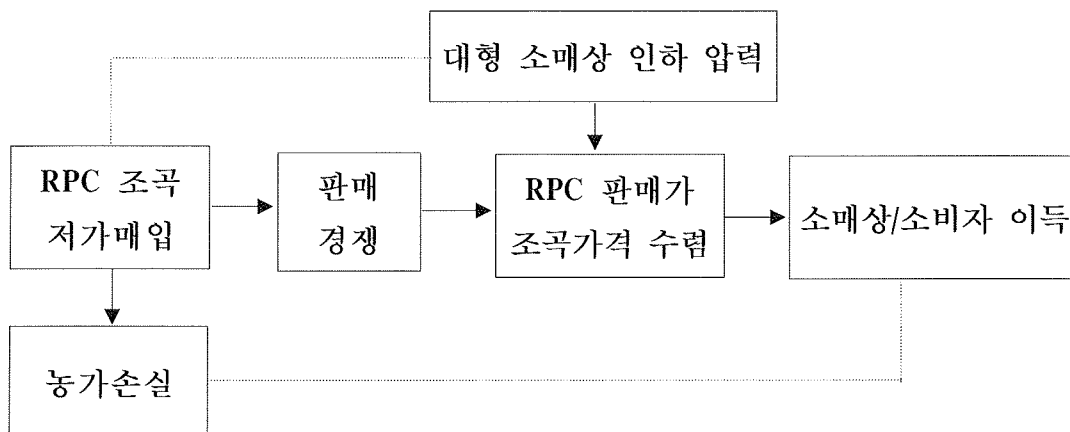 대형 소매상 인하 압력
RPC 조곡
저가매입
판매
경쟁
RPC 판매가
조곡가격 수렴
소매상/소비자 이득
농가손실